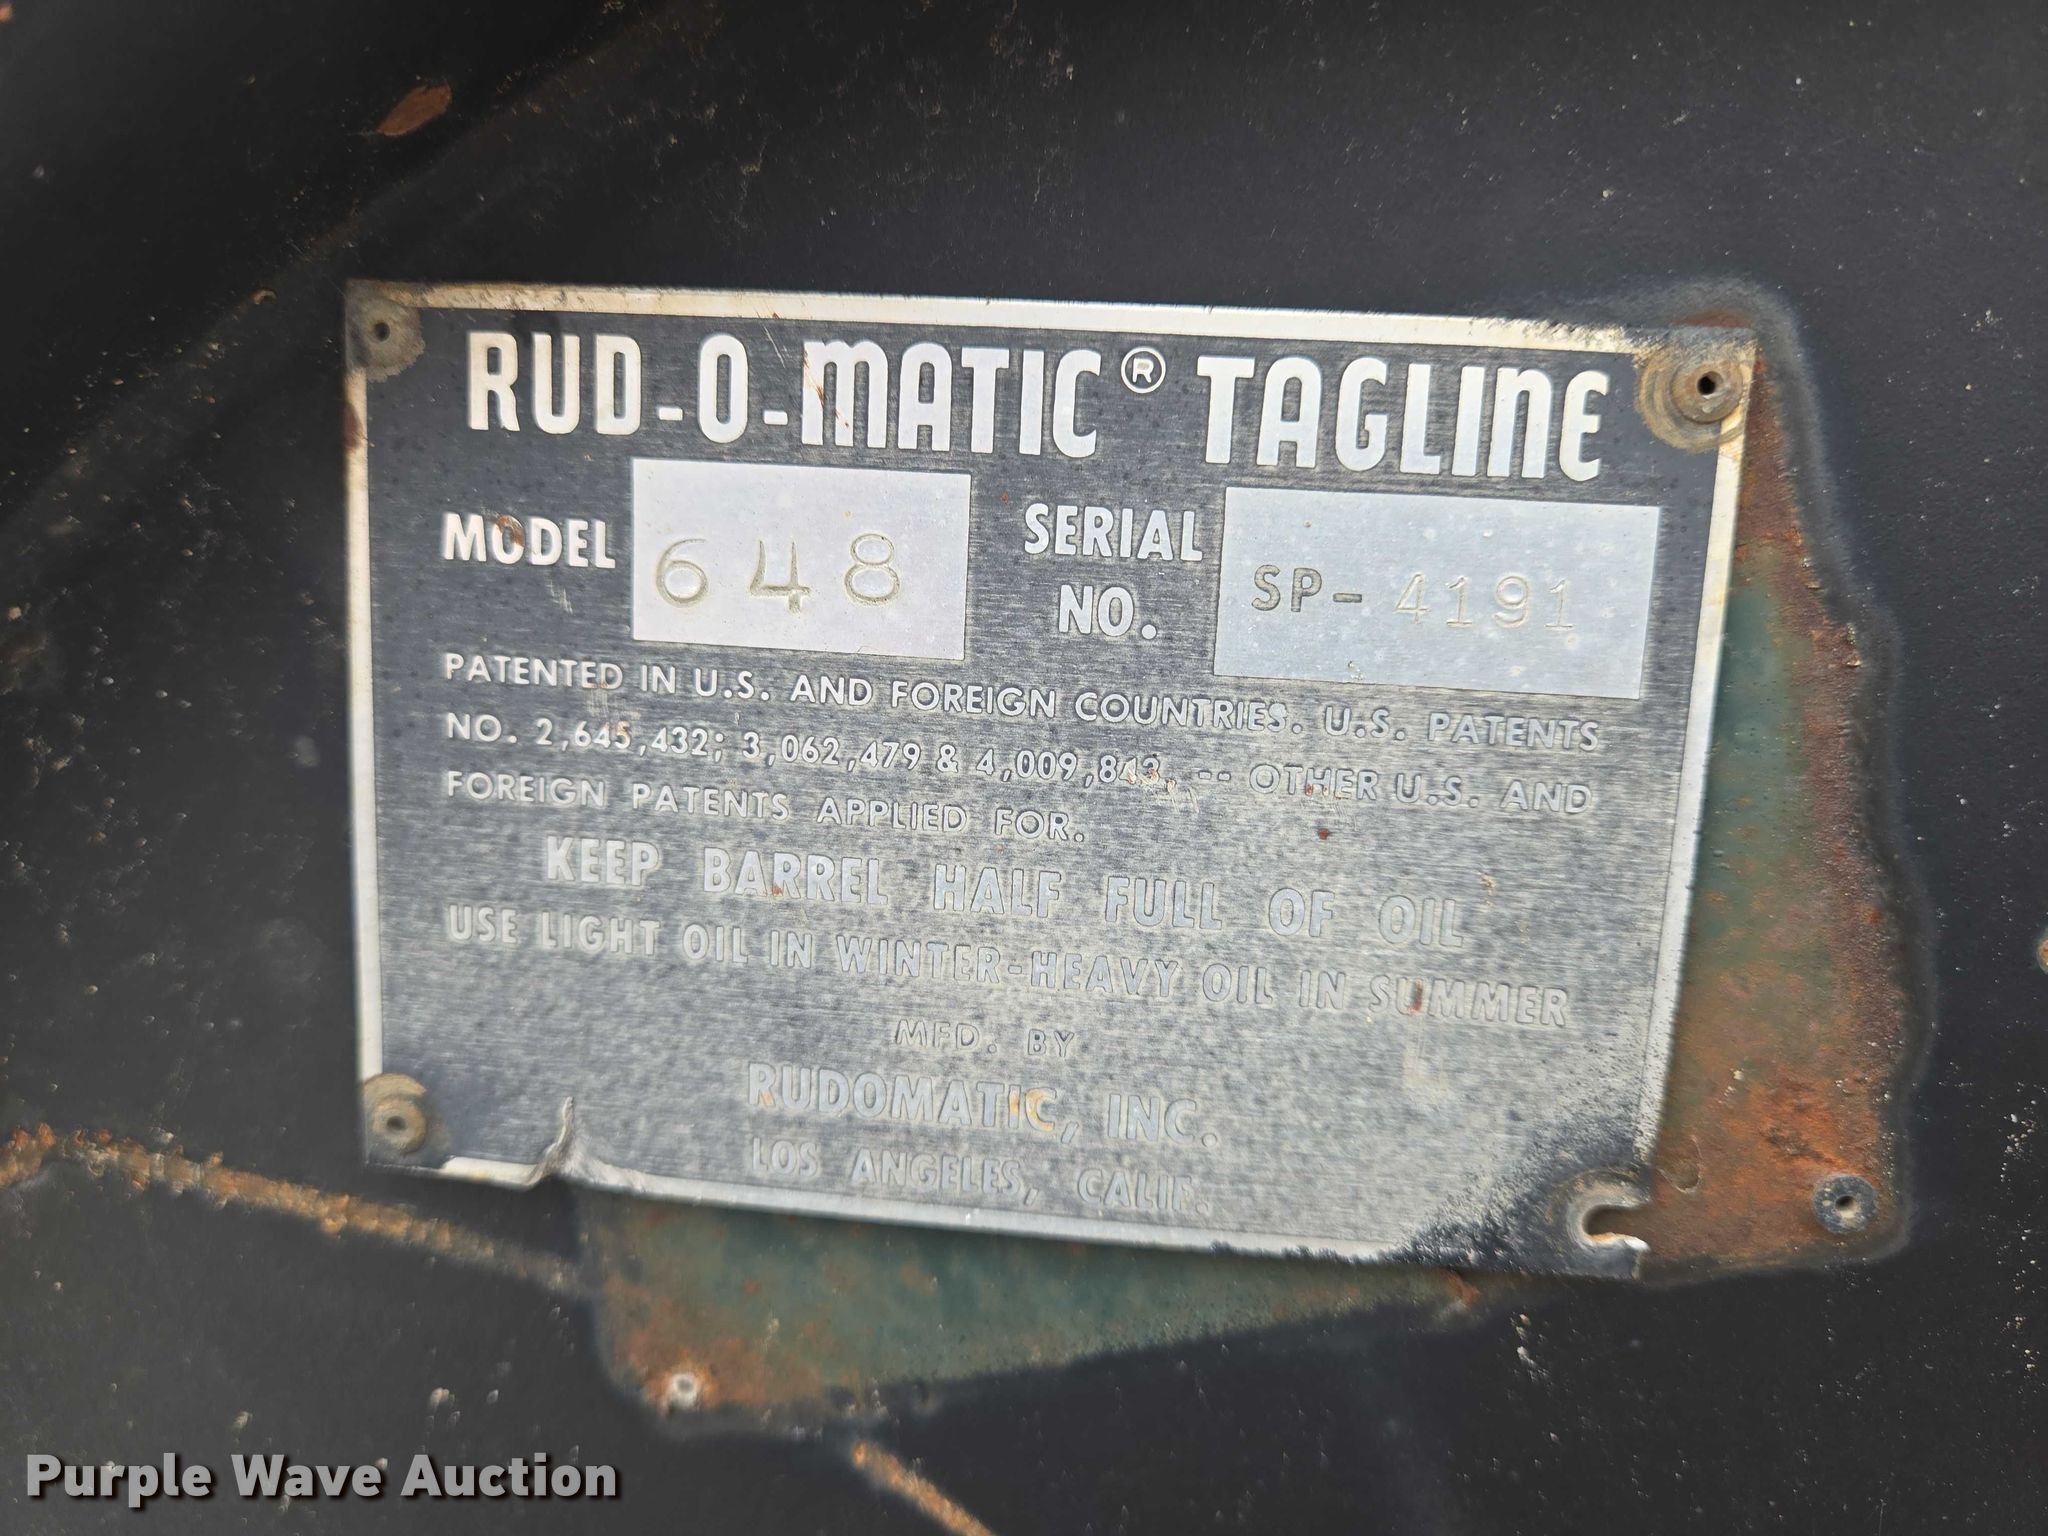 RUD-O-MATIC® TAGLINE
MODEL 648 SERIAL NO. SP-4191
PATENTED IN U.S. AND FOREIGN COUNTRIES. U.S. PATENTS
NO. 2,645,432; 3,062,479 & 4,009,843, -- OTHER U.S. AND
FOREIGN PATENTS APPLIED FOR.
KEEP BARREL HALF FULL OF OIL
USE LIGHT OIL IN WINTER-HEAVY OIL IN SUMMER
MFD. BY
RUDOMATIC, INC.
LOS ANGELES, CALIF.
Purple Wave Auction